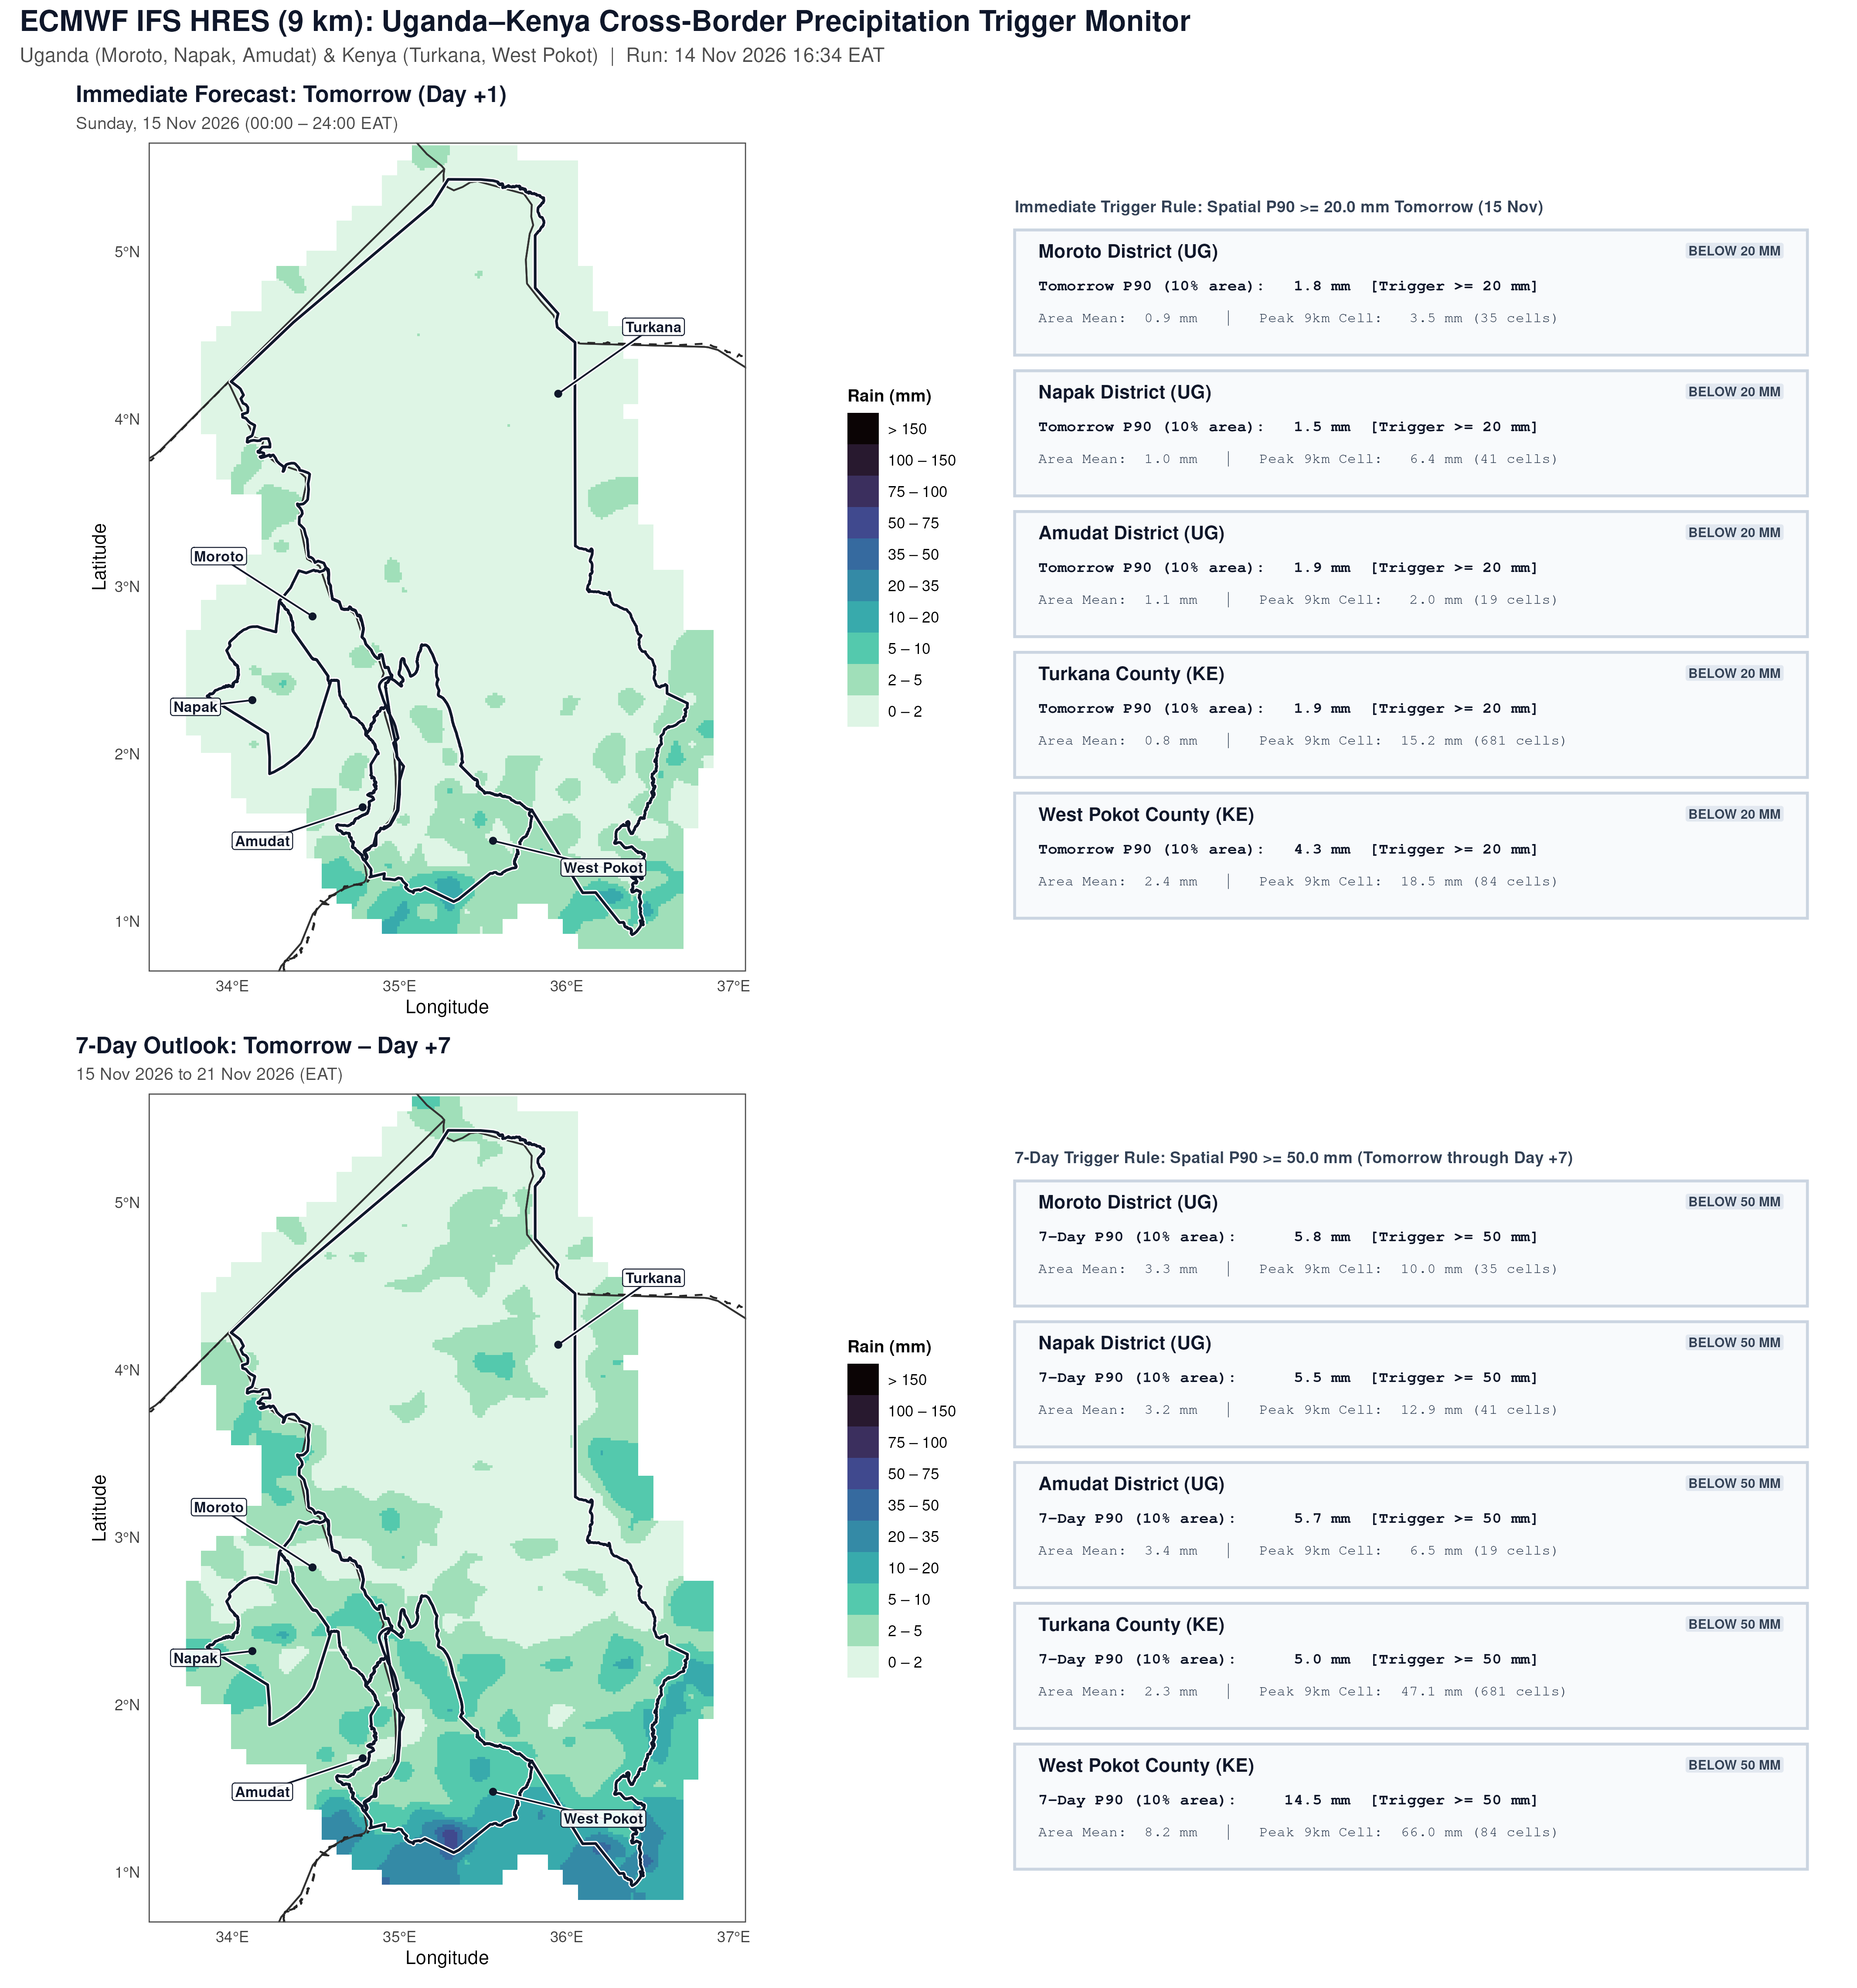 ECMWF IFS HRES (9 km): Uganda–Kenya Cross-Border Precipitation Trigger Monitor
Uganda (Moroto, Napak, Amudat) & Kenya (Turkana, West Pokot) | Run: 14 Nov 2026 16:34 EAT
Immediate Forecast: Tomorrow (Day +1)
Sunday, 15 Nov 2026 (00:00 – 24:00 EAT)
5°N
4°N
3°N
2°N
1°N
Latitude
34°E
35°E
36°E
37°E
Longitude
Turkana
Moroto
Napak
Amudat
West Pokot
Rain (mm)
> 150
100 – 150
75 – 100
50 – 75
35 – 50
20 – 35
10 – 20
5 – 10
2 – 5
0 – 2
Immediate Trigger Rule: Spatial P90 >= 20.0 mm Tomorrow (15 Nov)
Moroto District (UG)
BELOW 20 MM
Tomorrow P90 (10% area): 1.8 mm [Trigger >= 20 mm]
Area Mean: 0.9 mm | Peak 9km Cell: 3.5 mm (35 cells)
Napak District (UG)
BELOW 20 MM
Tomorrow P90 (10% area): 1.5 mm [Trigger >= 20 mm]
Area Mean: 1.0 mm | Peak 9km Cell: 6.4 mm (41 cells)
Amudat District (UG)
BELOW 20 MM
Tomorrow P90 (10% area): 1.9 mm [Trigger >= 20 mm]
Area Mean: 1.1 mm | Peak 9km Cell: 2.0 mm (19 cells)
Turkana County (KE)
BELOW 20 MM
Tomorrow P90 (10% area): 1.9 mm [Trigger >= 20 mm]
Area Mean: 0.8 mm | Peak 9km Cell: 15.2 mm (681 cells)
West Pokot County (KE)
BELOW 20 MM
Tomorrow P90 (10% area): 4.3 mm [Trigger >= 20 mm]
Area Mean: 2.4 mm | Peak 9km Cell: 18.5 mm (84 cells)
7-Day Outlook: Tomorrow – Day +7
15 Nov 2026 to 21 Nov 2026 (EAT)
5°N
4°N
3°N
2°N
1°N
Latitude
34°E
35°E
36°E
37°E
Longitude
Turkana
Moroto
Napak
Amudat
West Pokot
Rain (mm)
> 150
100 – 150
75 – 100
50 – 75
35 – 50
20 – 35
10 – 20
5 – 10
2 – 5
0 – 2
7-Day Trigger Rule: Spatial P90 >= 50.0 mm (Tomorrow through Day +7)
Moroto District (UG)
BELOW 50 MM
7-Day P90 (10% area): 5.8 mm [Trigger >= 50 mm]
Area Mean: 3.3 mm | Peak 9km Cell: 10.0 mm (35 cells)
Napak District (UG)
BELOW 50 MM
7-Day P90 (10% area): 5.5 mm [Trigger >= 50 mm]
Area Mean: 3.2 mm | Peak 9km Cell: 12.9 mm (41 cells)
Amudat District (UG)
BELOW 50 MM
7-Day P90 (10% area): 5.7 mm [Trigger >= 50 mm]
Area Mean: 3.4 mm | Peak 9km Cell: 6.5 mm (19 cells)
Turkana County (KE)
BELOW 50 MM
7-Day P90 (10% area): 5.0 mm [Trigger >= 50 mm]
Area Mean: 2.3 mm | Peak 9km Cell: 47.1 mm (681 cells)
West Pokot County (KE)
BELOW 50 MM
7-Day P90 (10% area): 14.5 mm [Trigger >= 50 mm]
Area Mean: 8.2 mm | Peak 9km Cell: 66.0 mm (84 cells)